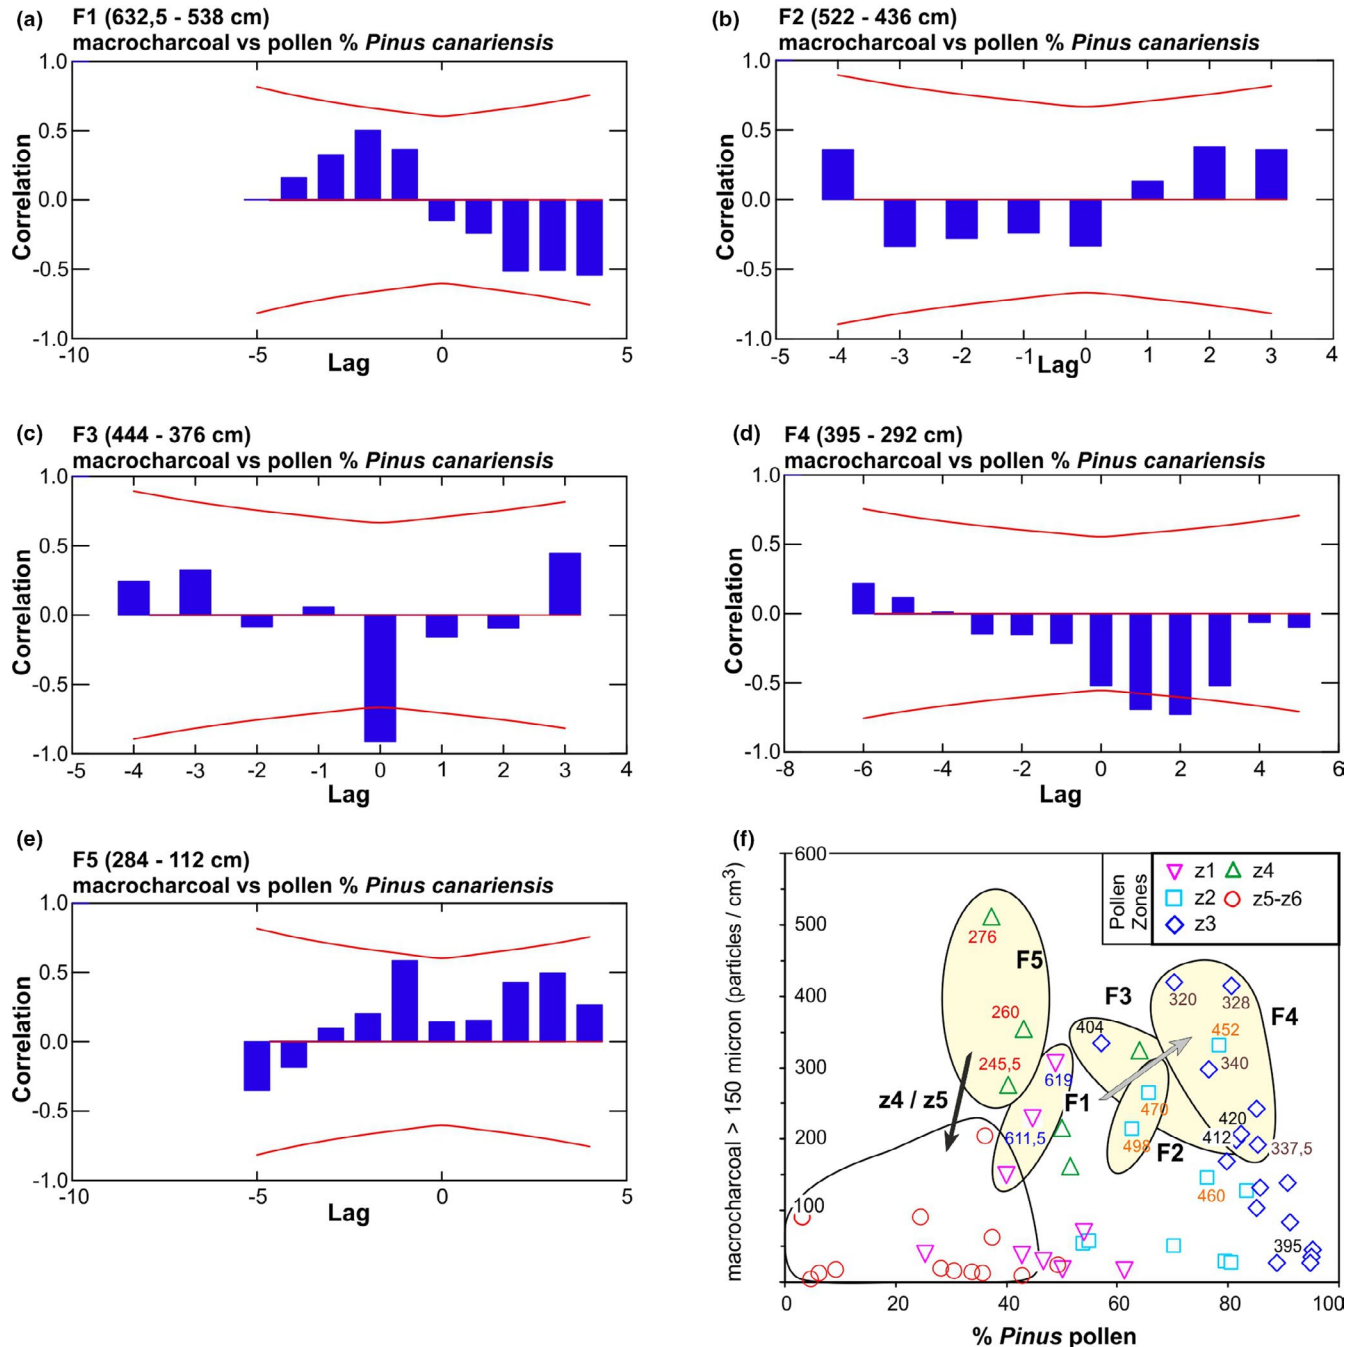 (a) F1 (632,5 - 538 cm)
macrocharcoal vs pollen % Pinus canariensis
1.0
0.5
0.0
-0.5
-1.0
Correlation
-10 -5 0 5
Lag
(b) F2 (522 - 436 cm)
macrocharcoal vs pollen % Pinus canariensis
1.0
0.5
0.0
-0.5
-1.0
Correlation
-5 -4 -3 -2 -1 0 1 2 3 4
Lag
(c) F3 (444 - 376 cm)
macrocharcoal vs pollen % Pinus canariensis
1.0
0.5
0.0
-0.5
-1.0
Correlation
-5 -4 -3 -2 -1 0 1 2 3 4
Lag
(d) F4 (395 - 292 cm)
macrocharcoal vs pollen % Pinus canariensis
1.0
0.5
0.0
-0.5
-1.0
Correlation
-8 -6 -4 -2 0 2 4 6
Lag
(e) F5 (284 - 112 cm)
macrocharcoal vs pollen % Pinus canariensis
1.0
0.5
0.0
-0.5
-1.0
Correlation
-5 0 5
Lag
(f)
600
500
400
300
200
100
macrocharcoal > 150 micron (particles / cm3)
Pollen
Zones
z1 z4
z2 z5-z6
z3
276
F5
260
245,5
z4 / z5
619
F1
611,5
F3
404
320
328
F4
452
340
470
498
F2
420
412
337,5
460
395
0 20 40 60 80 100
% Pinus pollen